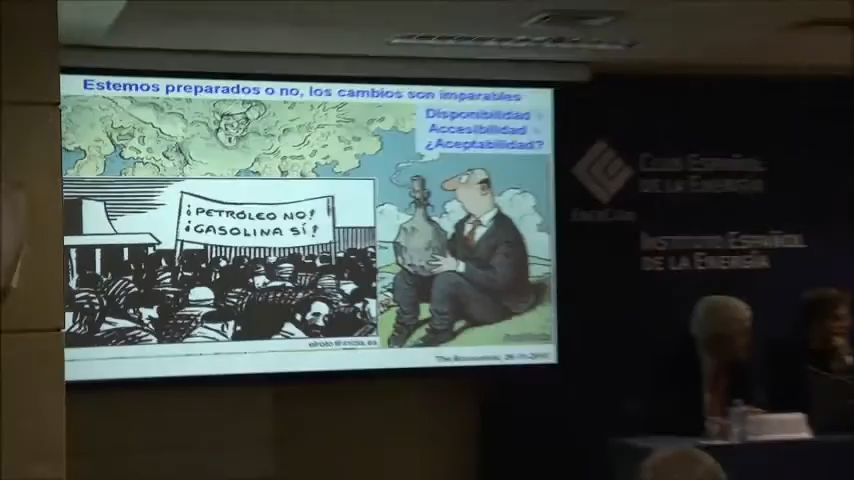 Estemos preparados o no, los cambios son imparables
Disponibilidad
Accesibilidad
¿Aceptabilidad?
¡PETRÓLEO NO!
¡GASOLINA SÍ!
The Economist,
CLUB ESPAÑOL
DE LA ENERGÍA
INSTITUTO ESPAÑOL
DE LA ENERGÍA